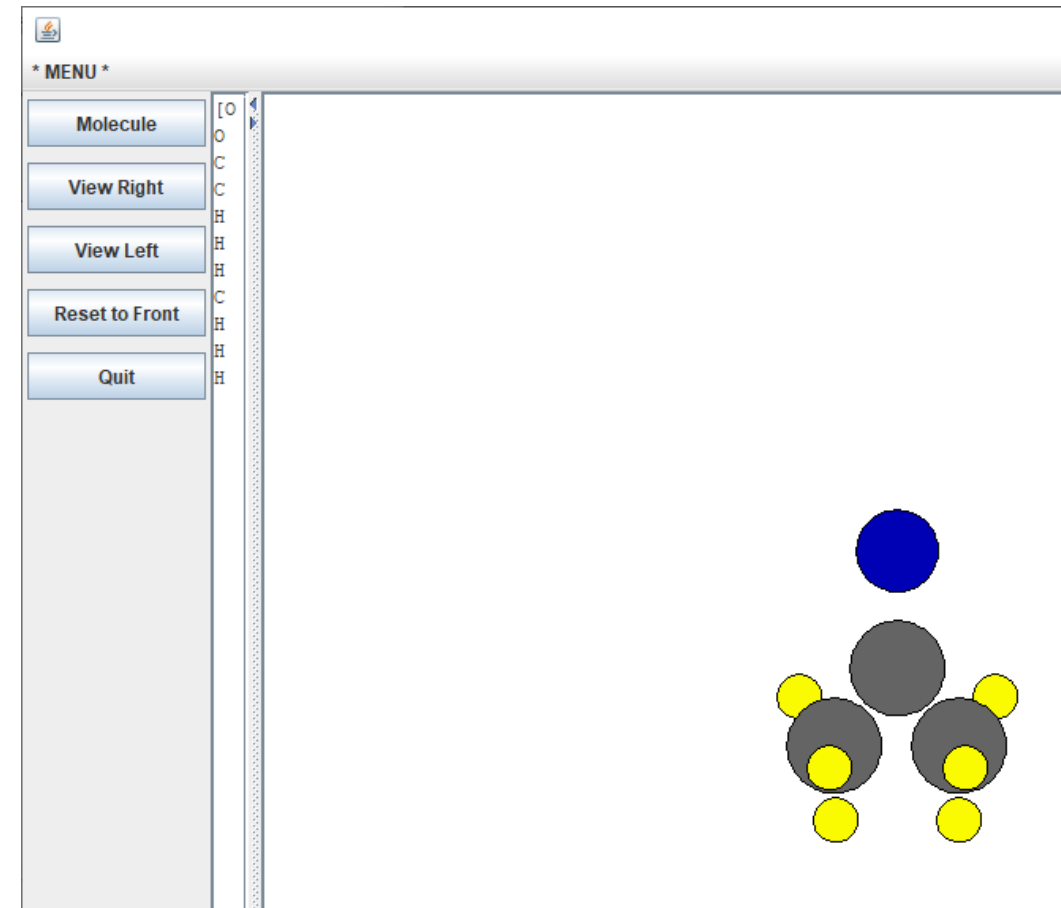 * MENU *
Molecule
View Right
View Left
Reset to Front
Quit
[O
O
C
C
H
H
H
C
H
H
H